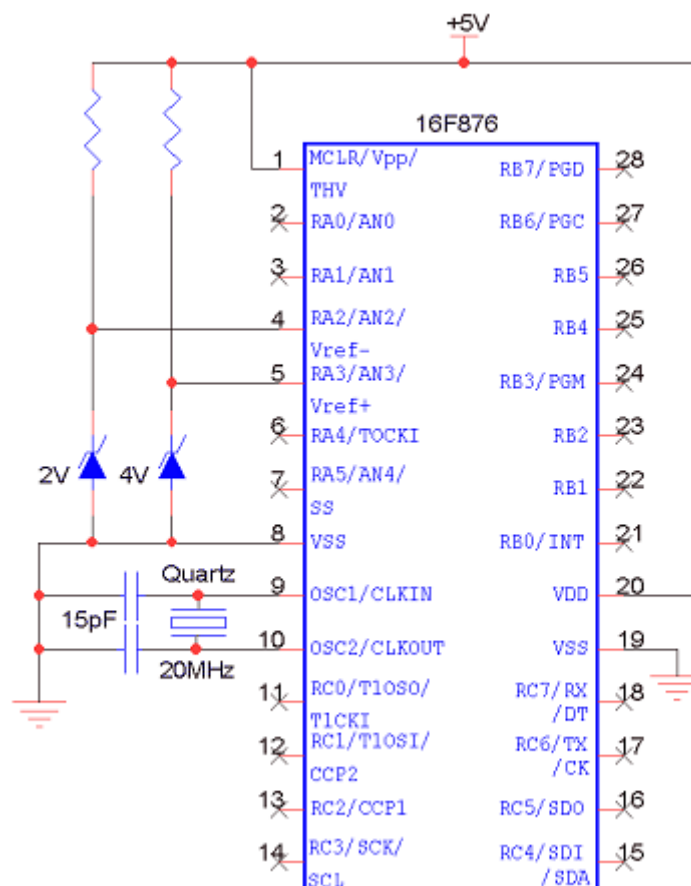 +5V
16F876
1
MCLR/Vpp/
THV
2
RA0/AN0
3
RA1/AN1
4
RA2/AN2/
Vref-
5
RA3/AN3/
Vref+
6
RA4/TOCKI
7
RA5/AN4/
SS
8
VSS
9
OSC1/CLKIN
10
OSC2/CLKOUT
11
RC0/T1OSO/
T1CKI
12
RC1/T1OSI/
CCP2
13
RC2/CCP1
14
RC3/SCK/
SCL
28
RB7/PGD
27
RB6/PGC
26
RB5
25
RB4
24
RB3/PGM
23
RB2
22
RB1
21
RB0/INT
20
VDD
19
VSS
18
RC7/RX
/DT
17
RC6/TX
/CK
16
RC5/SDO
15
RC4/SDI
/SDA
2V
4V
Quartz
15pF
20MHz